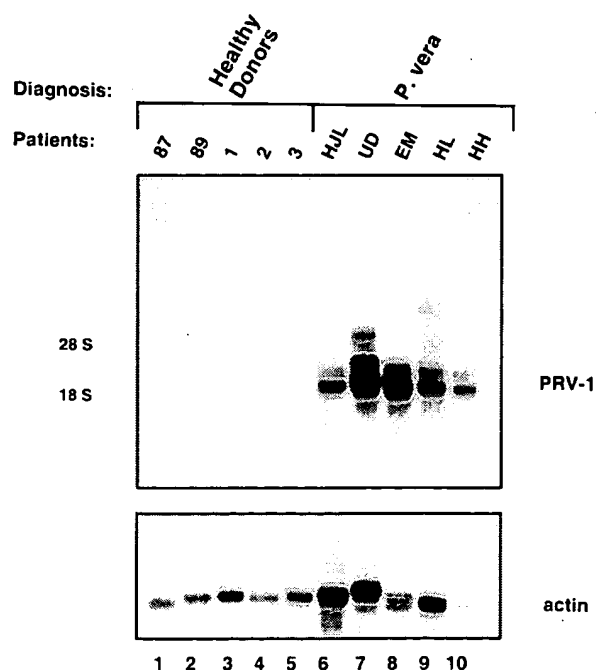 Healthy Donors
P. vera
Diagnosis:
Patients: 87 89 1 2 3 HJL UD EM HL HH
28 S
18 S
PRV-1
actin
1 2 3 4 5 6 7 8 9 10